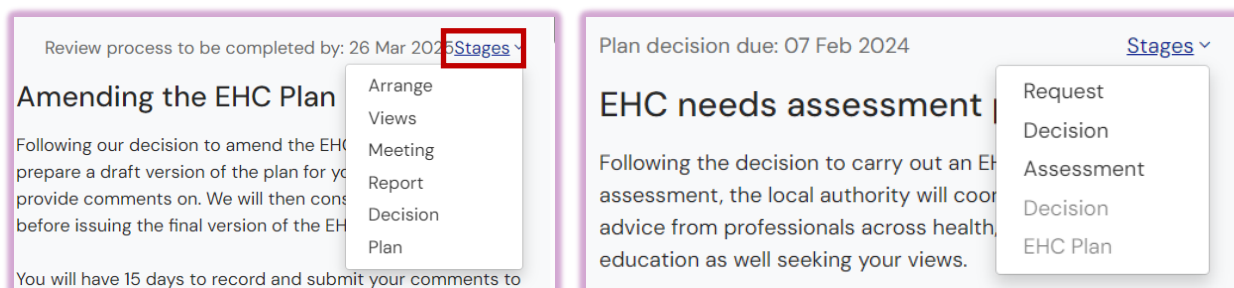 Review process to be completed by: 26 Mar 2025 Stages
Amending the EHC Plan
Following our decision to amend the EHC
prepare a draft version of the plan for yo
provide comments on. We will then cons
before issuing the final version of the EH
You will have 15 days to record and submit your comments to
Arrange
Views
Meeting
Report
Decision
Plan
Plan decision due: 07 Feb 2024 Stages
EHC needs assessment
Following the decision to carry out an EH
assessment, the local authority will coor
advice from professionals across health,
education as well seeking your views.
Request
Decision
Assessment
Decision
EHC Plan